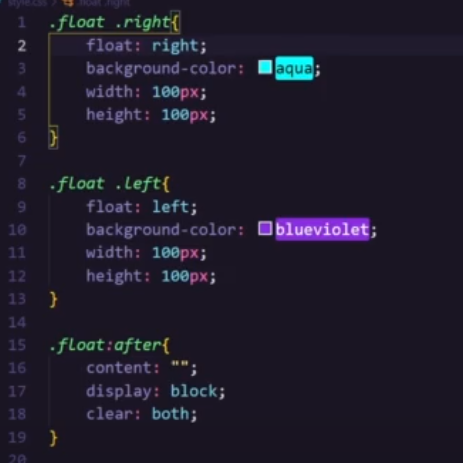 style.css > .float .right
1 .float .right{
2 float: right;
3 background-color: aqua;
4 width: 100px;
5 height: 100px;
6 }
7
8 .float .left{
9 float: left;
10 background-color: blueviolet;
11 width: 100px;
12 height: 100px;
13 }
14
15 .float:after{
16 content: "";
17 display: block;
18 clear: both;
19 }
20